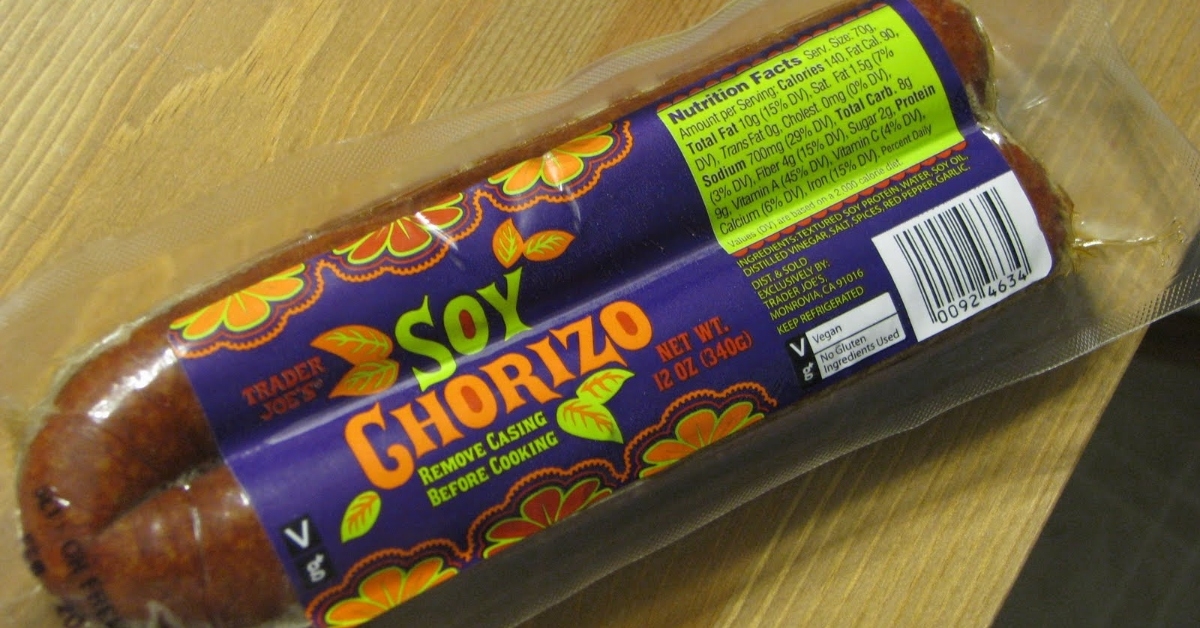 TRADER
JOE'S
SOY
CHORIZO
REMOVE CASING
BEFORE COOKING
NET WT.
12 OZ (340g)
V
g
Nutrition Facts Serv. Size: 70g,
Amount per Serving: Calories 140, Fat Cal. 90,
Total Fat 10g (15% DV), Sat. Fat 1.5g (7%
DV), Trans Fat 0g, Cholest. 0mg (0% DV),
Sodium 700mg (29% DV), Total Carb. 8g
(3% DV), Fiber 4g (15% DV), Sugar 2g, Protein
9g, Vitamin A (45% DV), Vitamin C (4% DV),
Calcium (6% DV), Iron (15% DV). Percent Daily
Values (DV) are based on a 2,000 calorie diet.
INGREDIENTS: TEXTURED SOY PROTEIN, WATER, SOY OIL,
DISTILLED VINEGAR, SALT, SPICES, RED PEPPER, GARLIC.
DIST. & SOLD
EXCLUSIVELY BY:
TRADER JOE'S,
MONROVIA, CA 91016
KEEP REFRIGERATED
V Vegan
g No Gluten
Ingredients Used
0092 4634